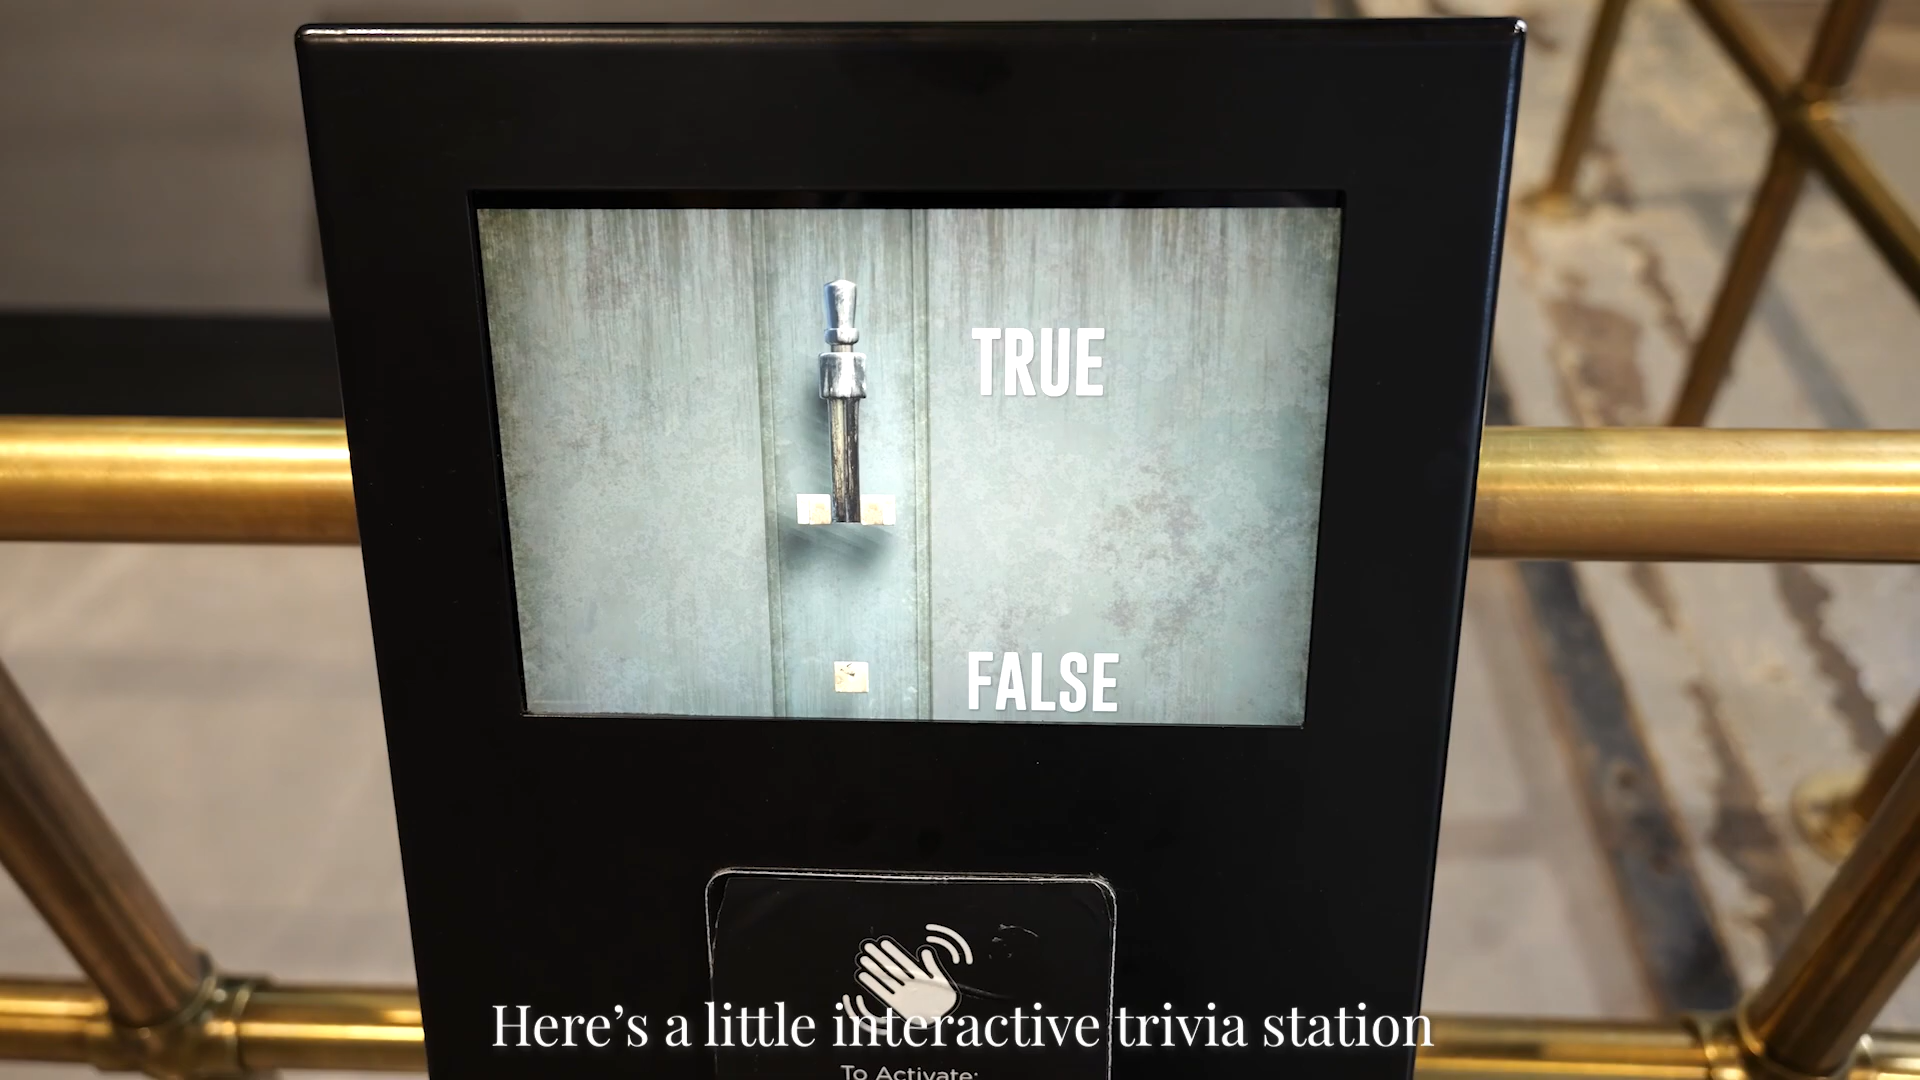 TRUE
FALSE
Here's a little interactive trivia station
To Activate: